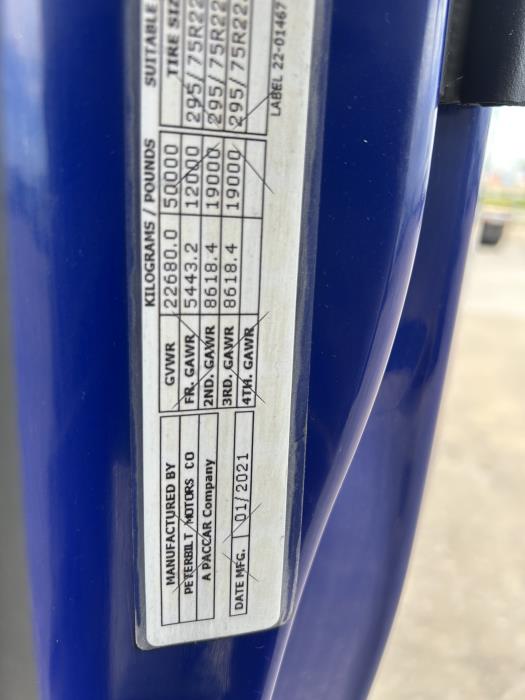 MANUFACTURED BY
PETERBILT MOTORS CO
A PACCAR Company
DATE MFG. 01/2021
KILOGRAMS / POUNDS SUITABLE
TIRE
GVWR 22680.0 50000
FR. GAWR 5443.2 12000 295/75R22
2ND. GAWR 8618.4 19000 295/75R22
3RD. GAWR 8618.4 19000 295/75R22
4TH. GAWR
LABEL 22-01467